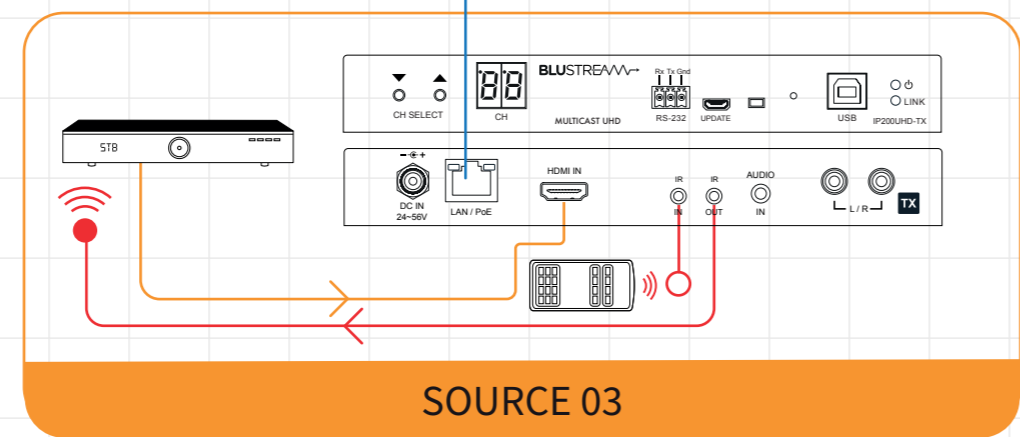 88
BLUSTREAM
Rx Tx Gnd
CH SELECT
CH
MULTICAST UHD
RS-232
UPDATE
USB
LINK
IP200UHD-TX
STB
- +
DC IN
24~56V
LAN / PoE
HDMI IN
IR
IN
IR
OUT
AUDIO
IN
L / R
TX
SOURCE 03